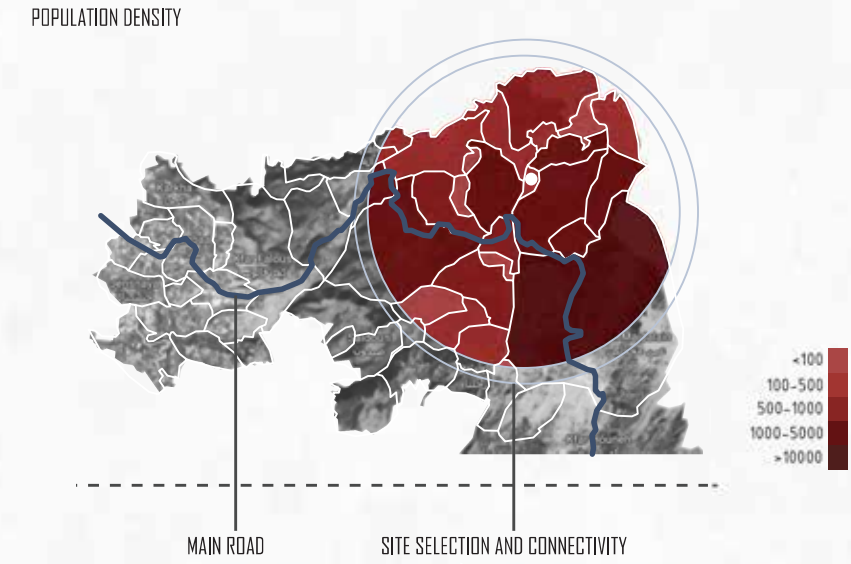 POPULATION DENSITY
<100
100-500
500-1000
1000-5000
>10000
MAIN ROAD
SITE SELECTION AND CONNECTIVITY